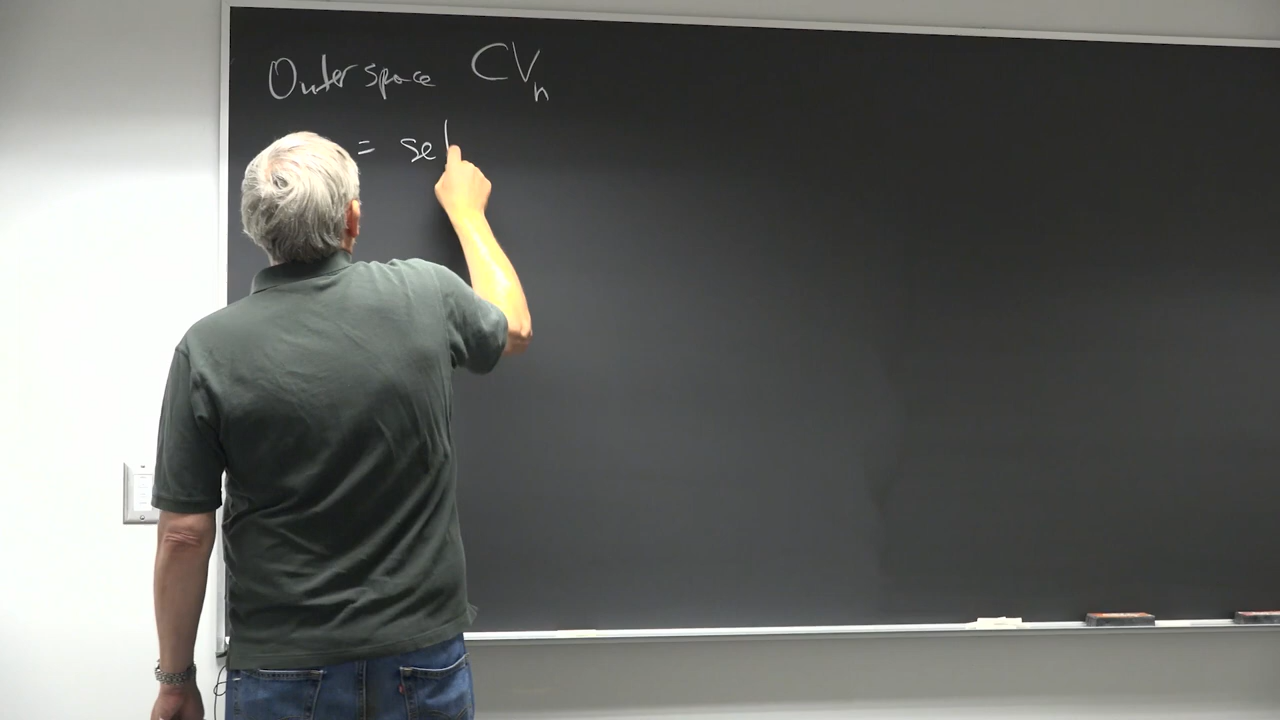 Outer space CV_n
= se